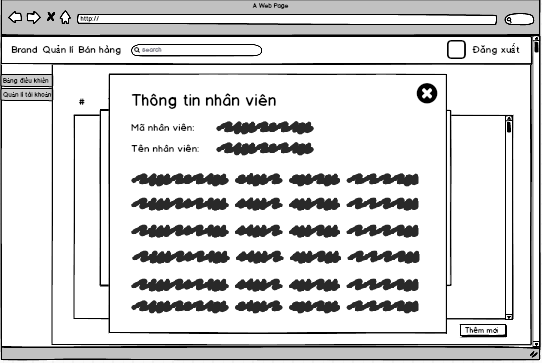 A Web Page
http://
Brand Quản lí Bán hàng search Đăng xuất
Bảng điều khiển
Quản lí tài khoản
#
Thông tin nhân viên
Mã nhân viên:
Tên nhân viên:
Thêm mới